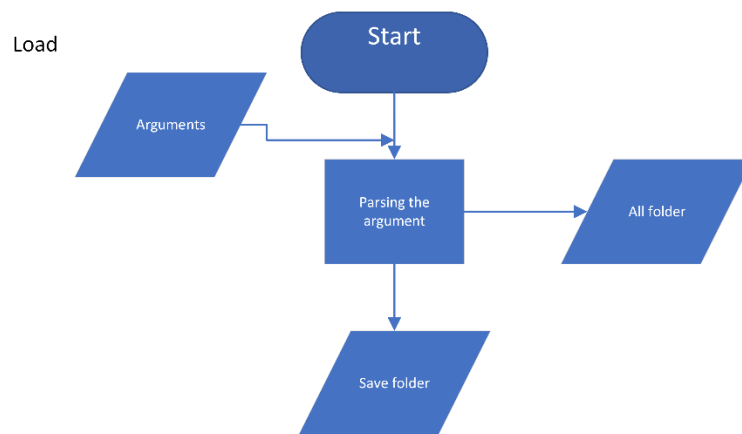 Start
Load
Arguments
Parsing the
argument
All folder
Save folder